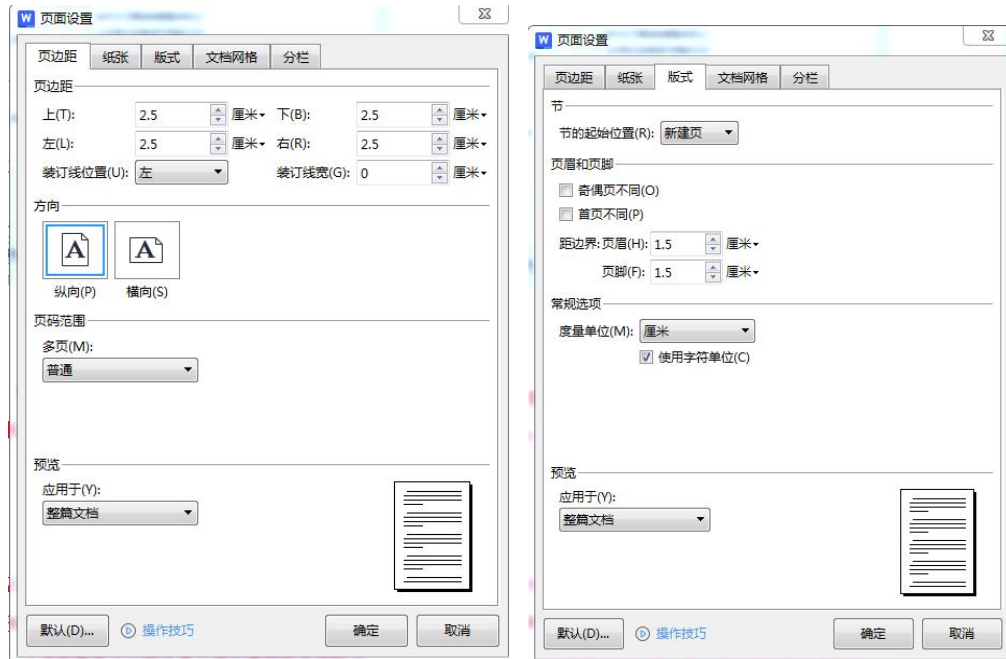 W 页面设置
页边距 纸张 版式 文档网格 分栏
页边距
上(T): 2.5 厘米 下(B): 2.5 厘米
左(L): 2.5 厘米 右(R): 2.5 厘米
装订线位置(U): 左 装订线宽(G): 0 厘米
方向
A A
纵向(P) 横向(S)
页码范围
多页(M):
普通
预览
应用于(Y):
整篇文档
默认(D)... 操作技巧 确定 取消
W 页面设置
页边距 纸张 版式 文档网格 分栏
节
节的起始位置(R): 新建页
页眉和页脚
奇偶页不同(O)
首页不同(P)
距边界:页眉(H): 1.5 厘米
页脚(F): 1.5 厘米
常规选项
度量单位(M): 厘米
使用字符单位(C)
预览
应用于(Y):
整篇文档
默认(D)... 操作技巧 确定 取消